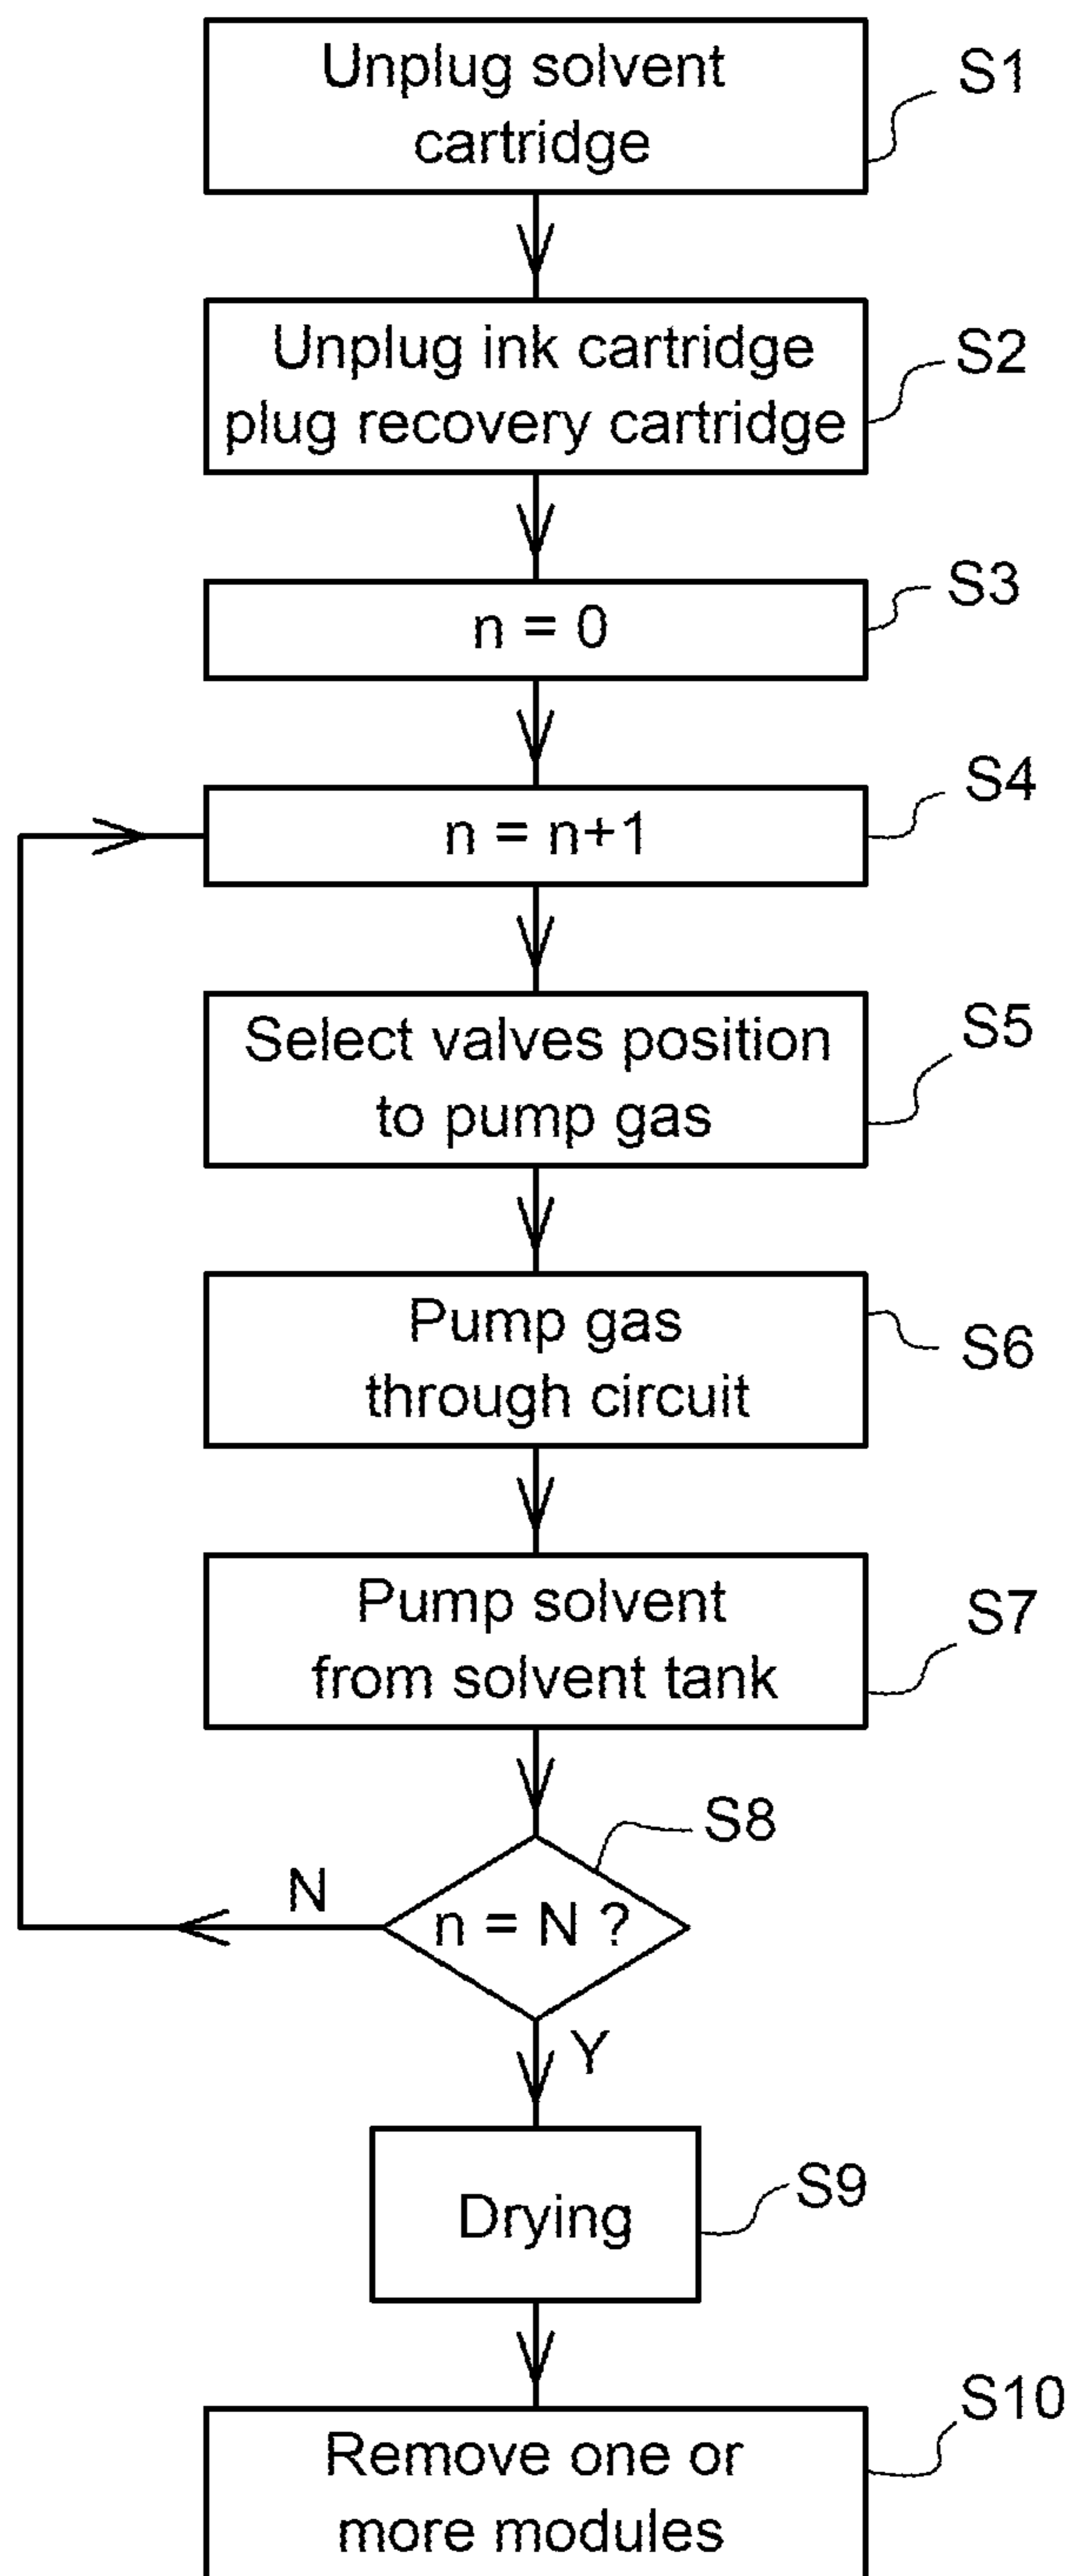 Unplug solvent
cartridge
S1
Unplug ink cartridge
plug recovery cartridge
S2
n = 0
S3
n = n+1
S4
Select valves position
to pump gas
S5
Pump gas
through circuit
S6
Pump solvent
from solvent tank
S7
S8
n = N ?
N
Y
Drying
S9
Remove one or
more modules
S10